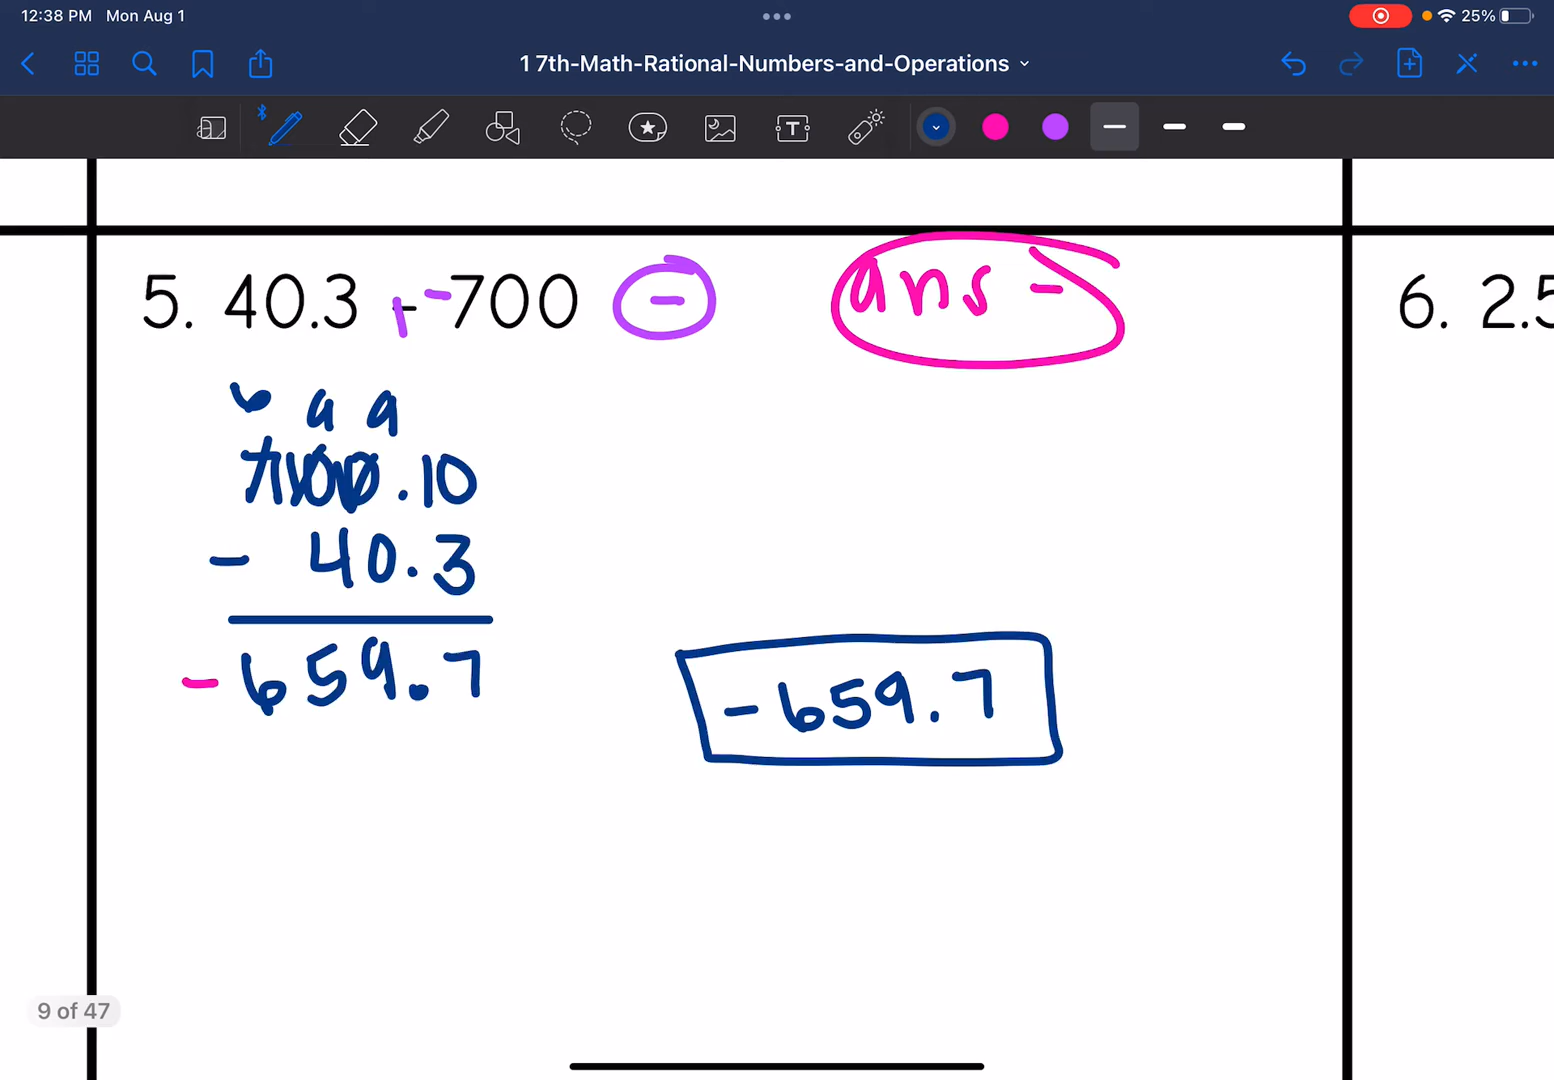 12:38 PM Mon Aug 1
25%
1 7th-Math-Rational-Numbers-and-Operations
T
5. 40.3 + -700 -
ans -
6. 2.5
6 9 9
700.10
- 40.3
-659.7
-659.7
9 of 47